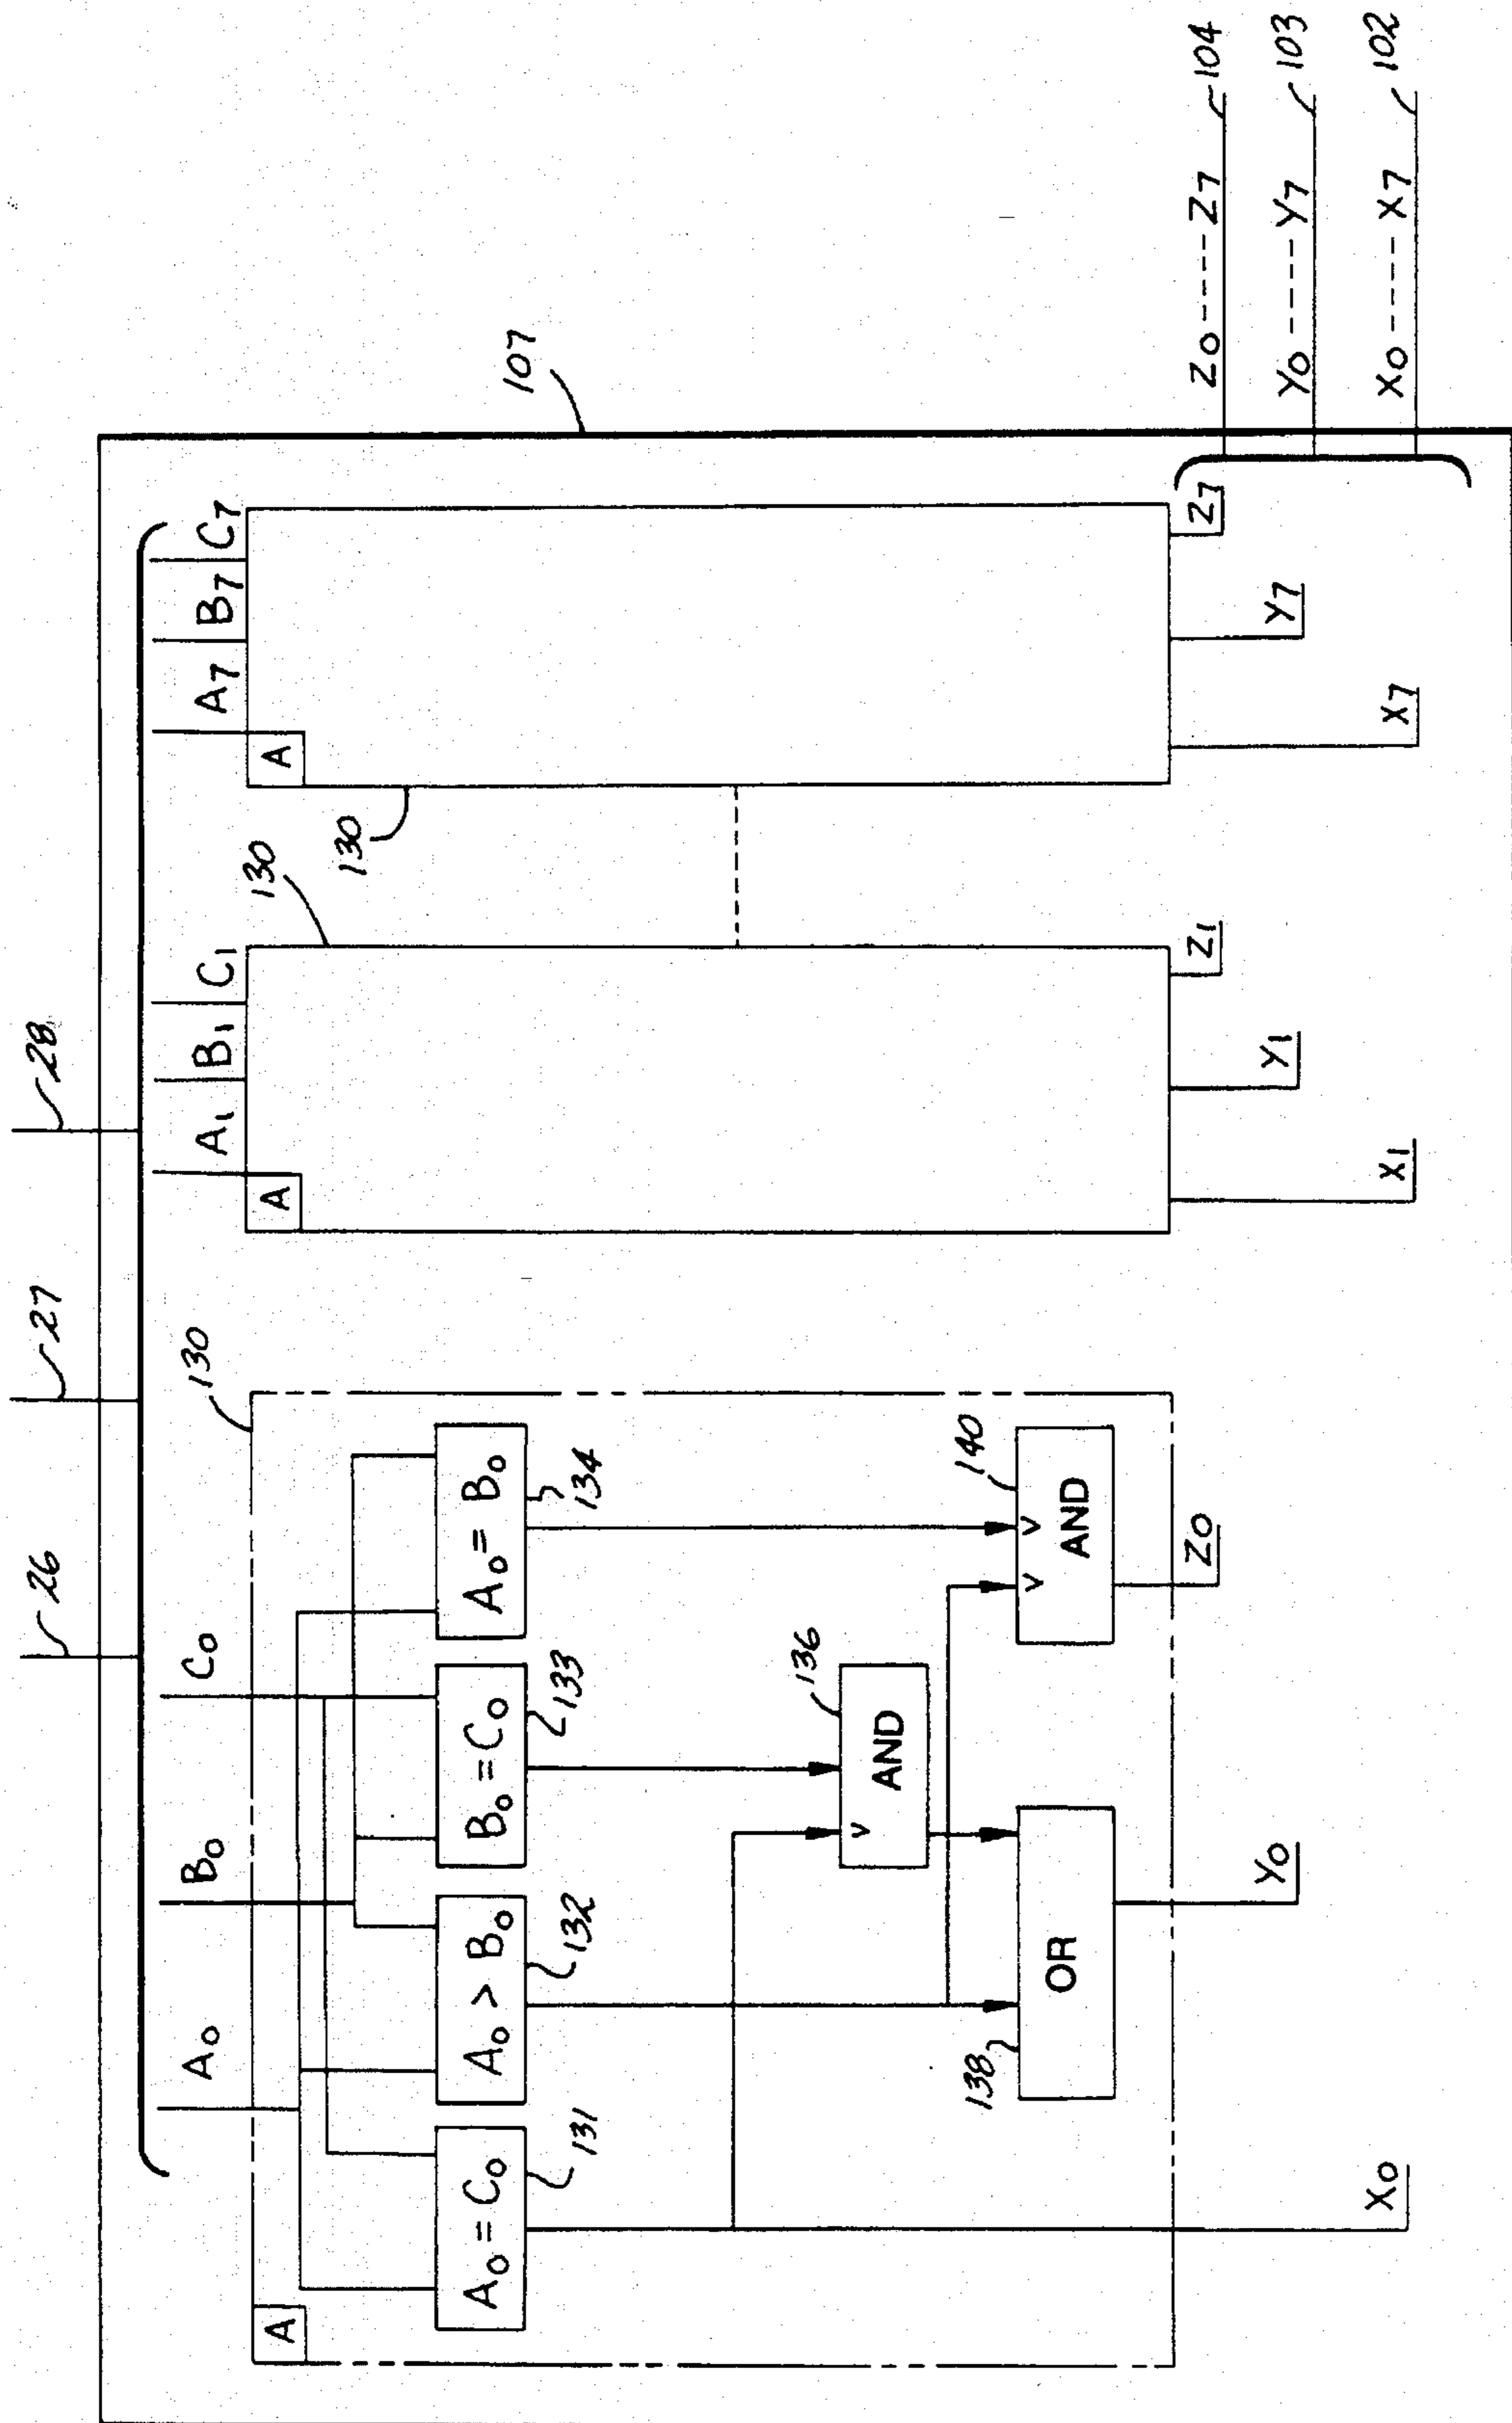 26
27
28
107
A0 B0 C0
A1 B1 C1
A7 B7 C7
130
130
130
A
A
A
A0 = C0
A0 > B0
B0 = C0
A0 = B0
131
132
133
134
136
AND
138
OR
140
AND
X0
Y0
Z0
X1
Y1
Z1
X7
Y7
Z7
Z0-----Z7 104
Y0-----Y7 103
X0-----X7 102